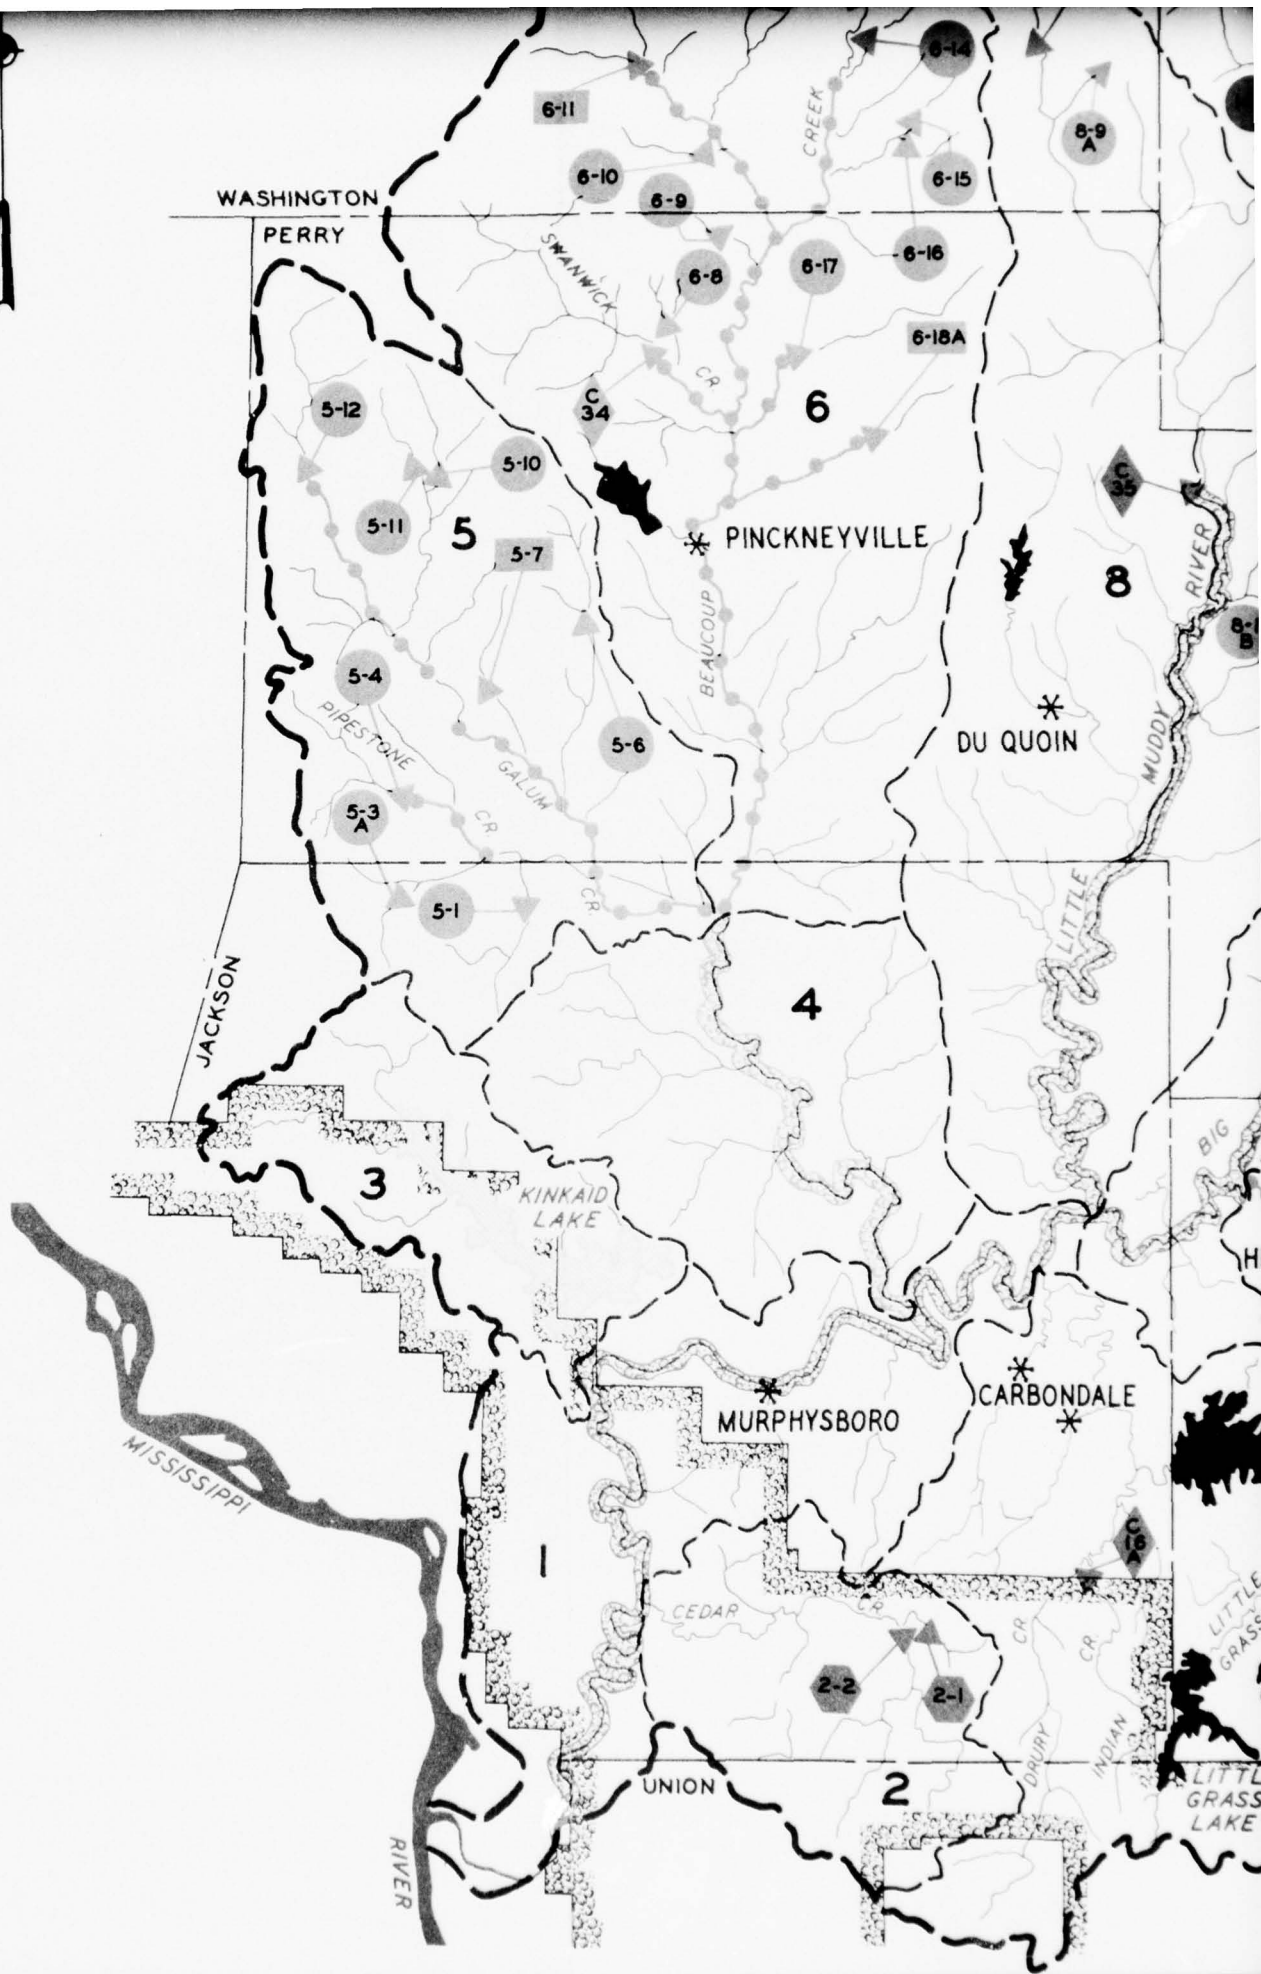 6-14
6-11
CREEK
8-9
A
6-10
6-15
6-9
WASHINGTON
PERRY
SWANWICK
6-8
6-17
6-16
6-18A
CR
C
34
6
5-12
5-10
C
35
5-11
5
5-7
PINCKNEYVILLE
RIVER
8
BEAUCOUP
5-4
PIPESTONE
5-6
DU QUOIN
MUDDY
GALUM
5-3
A
CR.
CR.
5-1
LITTLE
JACKSON
4
BIG
3
KINKAID
LAKE
MURPHYSBORO
CARBONDALE
MISSISSIPPI
1
C
16
A
CEDAR
CR.
CR.
CR.
LITTLE
GRASS
2-2
2-1
DRURY
INDIAN
UNION
2
GRASS
LAKE
RIVER